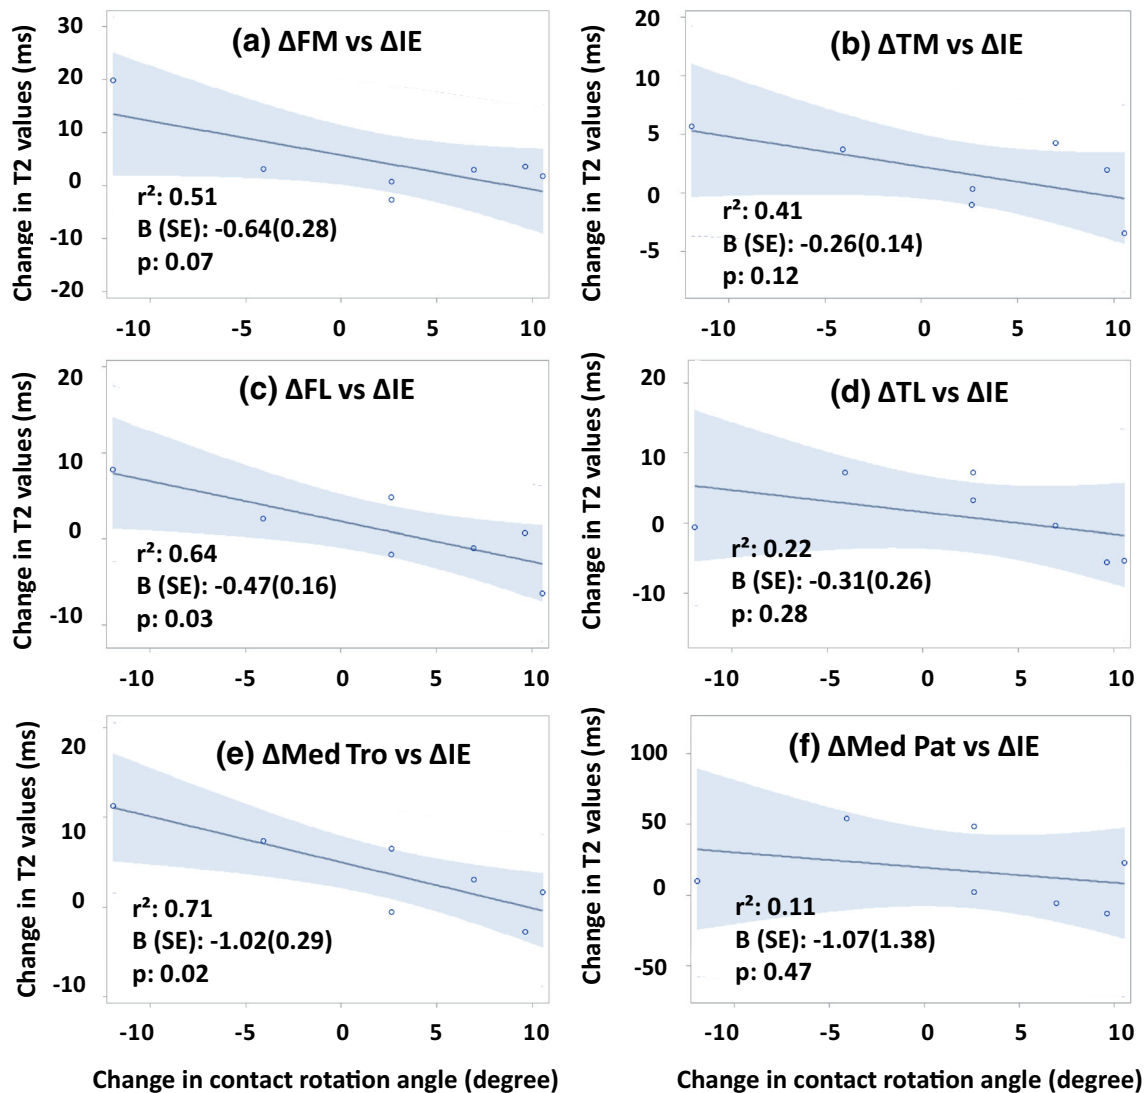 (a) ΔFM vs ΔIE
Change in T2 values (ms)
30
20
10
0
-10
-20
r²: 0.51
B (SE): -0.64(0.28)
p: 0.07
-10 -5 0 5 10
(b) ΔTM vs ΔIE
Change in T2 values (ms)
20
10
5
0
-5
r²: 0.41
B (SE): -0.26(0.14)
p: 0.12
-10 -5 0 5 10
(c) ΔFL vs ΔIE
Change in T2 values (ms)
20
10
0
-10
r²: 0.64
B (SE): -0.47(0.16)
p: 0.03
-10 -5 0 5 10
(d) ΔTL vs ΔIE
Change in T2 values (ms)
20
10
0
-10
r²: 0.22
B (SE): -0.31(0.26)
p: 0.28
-10 -5 0 5 10
(e) ΔMed Tro vs ΔIE
Change in T2 values (ms)
20
10
0
-10
r²: 0.71
B (SE): -1.02(0.29)
p: 0.02
-10 -5 0 5 10
Change in contact rotation angle (degree)
(f) ΔMed Pat vs ΔIE
Change in T2 values (ms)
100
50
0
-50
r²: 0.11
B (SE): -1.07(1.38)
p: 0.47
-10 -5 0 5 10
Change in contact rotation angle (degree)